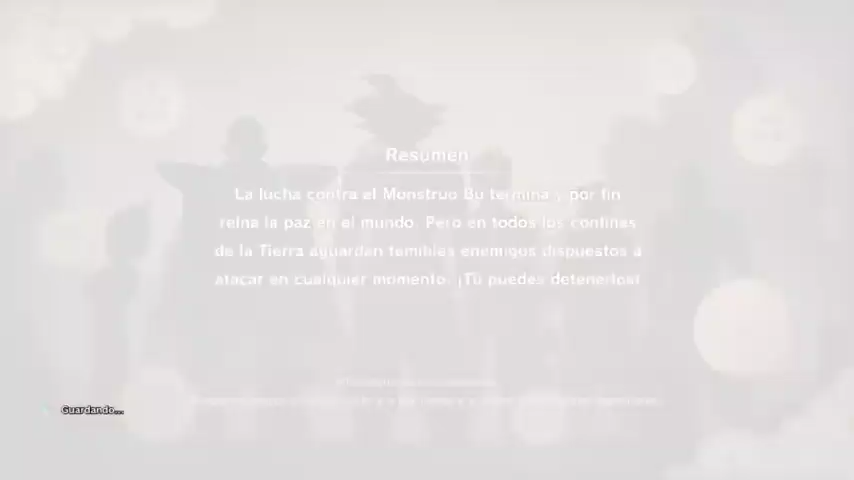 Resumen
La lucha contra el Monstruo Bu termina y por fin
reina la paz en el mundo. Pero en todos los confines
de la Tierra aguardan temibles enemigos dispuestos a
atacar en cualquier momento. ¡Tú puedes detenerlos!
Guardando...